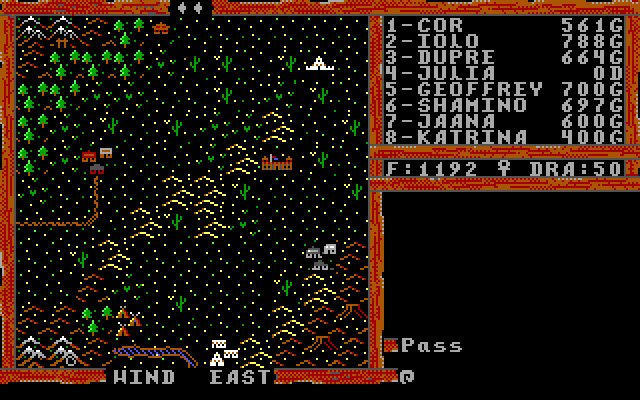 1-COR 561G
2-IOLO 788G
3-DUPRE 664G
4-JULIA 0D
5-GEOFFREY 700G
6-SHAMINO 697G
7-JAANA 600G
8-KATRINA 400G
F:1192 ♀ DRA:50
Pass
WIND EAST